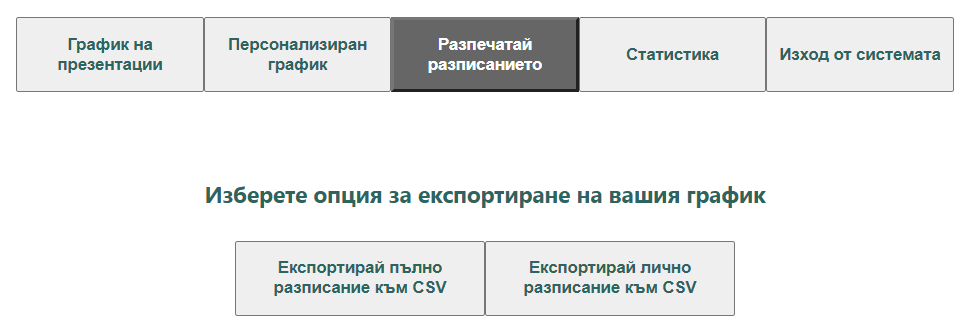 График на
презентации
Персонализиран
график
Разпечатай
разписанието
Статистика
Изход от системата
Изберете опция за експортиране на вашия график
Експортирай пълно
разписание към CSV
Експортирай лично
разписание към CSV